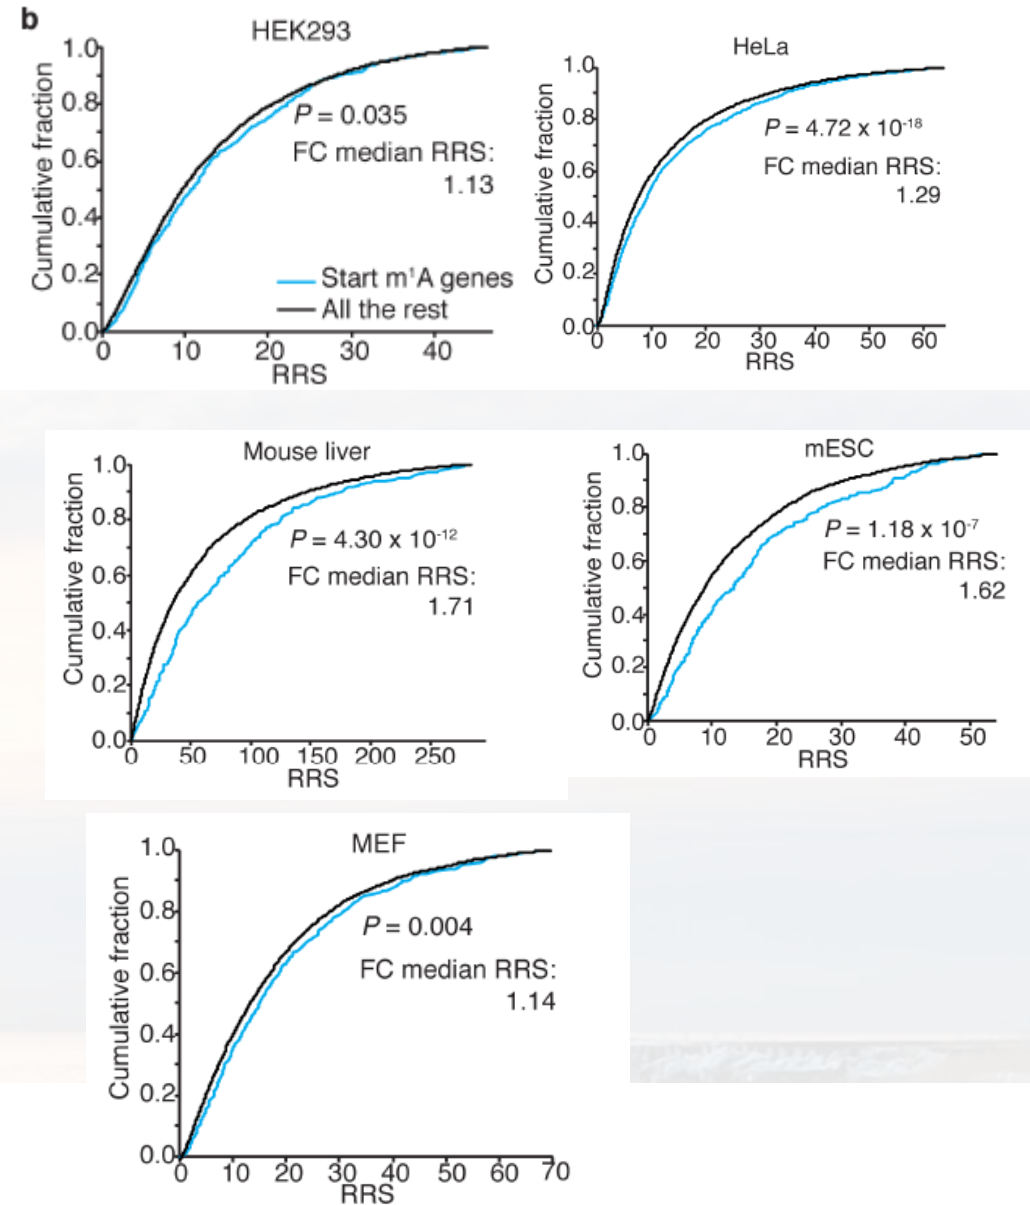 b
HEK293
1.0
0.8
0.6
0.4
0.2
0.0
Cumulative fraction
P = 0.035
FC median RRS:
1.13
Start m¹A genes
All the rest
0 10 20 30 40
RRS
HeLa
1.0
0.8
0.6
0.4
0.2
0.0
Cumulative fraction
P = 4.72 x 10⁻¹⁸
FC median RRS:
1.29
0 10 20 30 40 50 60
RRS
Mouse liver
1.0
0.8
0.6
0.4
0.2
0.0
Cumulative fraction
P = 4.30 x 10⁻¹²
FC median RRS:
1.71
0 50 100 150 200 250
RRS
mESC
1.0
0.8
0.6
0.4
0.2
0.0
Cumulative fraction
P = 1.18 x 10⁻⁷
FC median RRS:
1.62
0 10 20 30 40 50
RRS
MEF
1.0
0.8
0.6
0.4
0.2
0.0
Cumulative fraction
P = 0.004
FC median RRS:
1.14
0 10 20 30 40 50 60 70
RRS